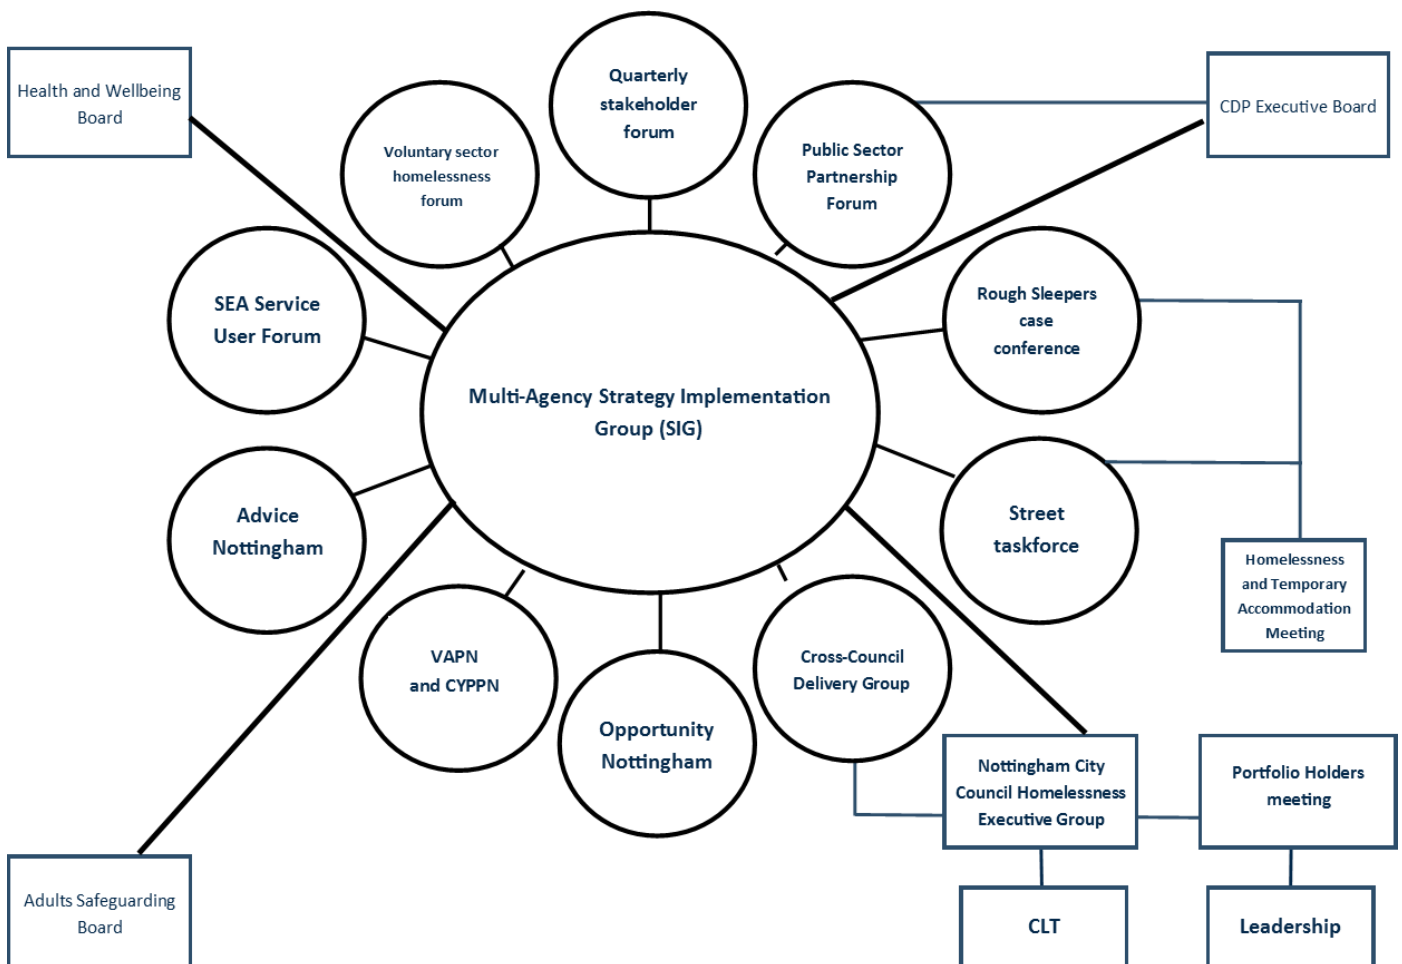 Quarterly
stakeholder
forum
Health and Wellbeing
Board
CDP Executive Board
Voluntary sector
homelessness
forum
Public Sector
Partnership
Forum
SEA Service
User Forum
Rough Sleepers
case
conference
Multi-Agency Strategy Implementation
Group (SIG)
Advice
Nottingham
Street
taskforce
Homelessness
and Temporary
Accommodation
Meeting
VAPN
and CYPPN
Cross-Council
Delivery Group
Opportunity
Nottingham
Nottingham City
Council Homelessness
Executive Group
Portfolio Holders
meeting
Adults Safeguarding
Board
CLT
Leadership